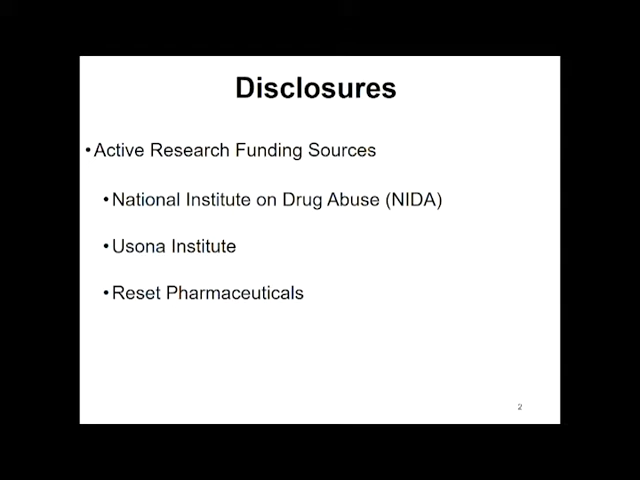 Disclosures
•Active Research Funding Sources
•National Institute on Drug Abuse (NIDA)
•Usona Institute
•Reset Pharmaceuticals
2